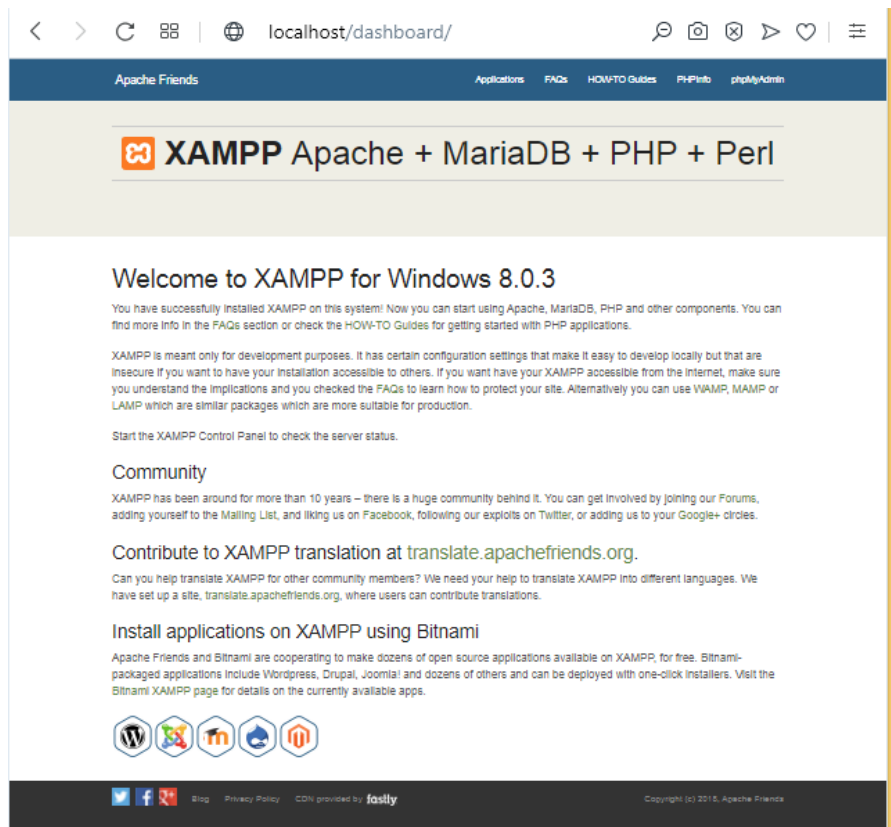 localhost/dashboard/
Apache Friends
Applications FAQs HOW-TO Guides PHPInfo phpMyAdmin
XAMPP Apache + MariaDB + PHP + Perl
Welcome to XAMPP for Windows 8.0.3
You have successfully installed XAMPP on this system! Now you can start using Apache, MariaDB, PHP and other components. You can
find more info in the FAQs section or check the HOW-TO Guides for getting started with PHP applications.
XAMPP is meant only for development purposes. It has certain configuration settings that make it easy to develop locally but that are
insecure if you want to have your installation accessible to others. If you want have your XAMPP accessible from the internet, make sure
you understand the implications and you checked the FAQs to learn how to protect your site. Alternatively you can use WAMP, MAMP or
LAMP which are similar packages which are more suitable for production.
Start the XAMPP Control Panel to check the server status.
Community
XAMPP has been around for more than 10 years – there is a huge community behind it. You can get involved by joining our Forums,
adding yourself to the Mailing List, and liking us on Facebook, following our exploits on Twitter, or adding us to your Google+ circles.
Contribute to XAMPP translation at translate.apachefriends.org.
Can you help translate XAMPP for other community members? We need your help to translate XAMPP into different languages. We
have set up a site, translate.apachefriends.org, where users can contribute translations.
Install applications on XAMPP using Bitnami
Apache Friends and Bitnami are cooperating to make dozens of open source applications available on XAMPP, for free. Bitnami-
packaged applications include Wordpress, Drupal, Joomla! and dozens of others and can be deployed with one-click installers. Visit the
Bitnami XAMPP page for details on the currently available apps.
Blog Privacy Policy CDN provided by fastly
Copyright (c) 2015, Apache Friends